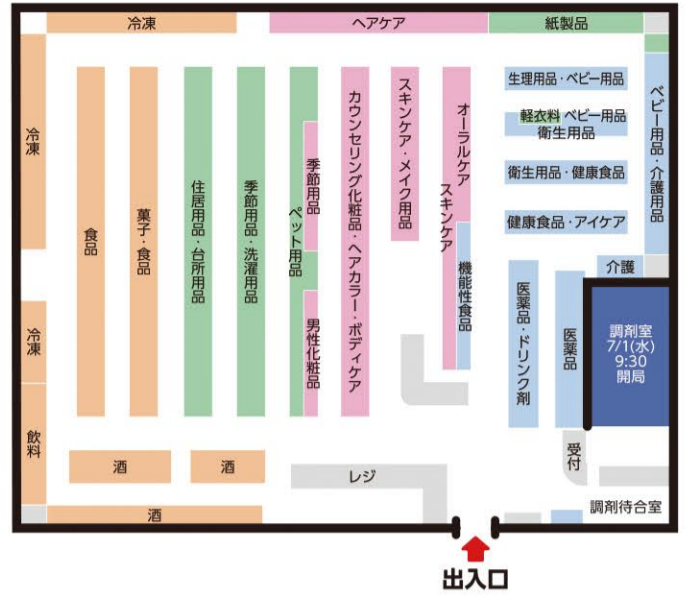 冷凍
ヘアケア
紙製品
冷凍
食品
菓子・食品
住居用品・台所用品
季節用品・洗濯用品
ペット用品
季節用品
男性化粧品
カウンセリング化粧品・ヘアカラー・ボディケア
スキンケア・メイク用品
オーラルケア
スキンケア
機能性食品
生理用品・ベビー用品
軽衣料 ベビー用品
衛生用品
衛生用品・健康食品
健康食品・アイケア
ベビー用品・介護用品
介護
医薬品・ドリンク剤
医薬品
調剤室
7/1(水)
9:30
開局
冷凍
飲料
酒
酒
酒
レジ
受付
調剤待合室
出入口